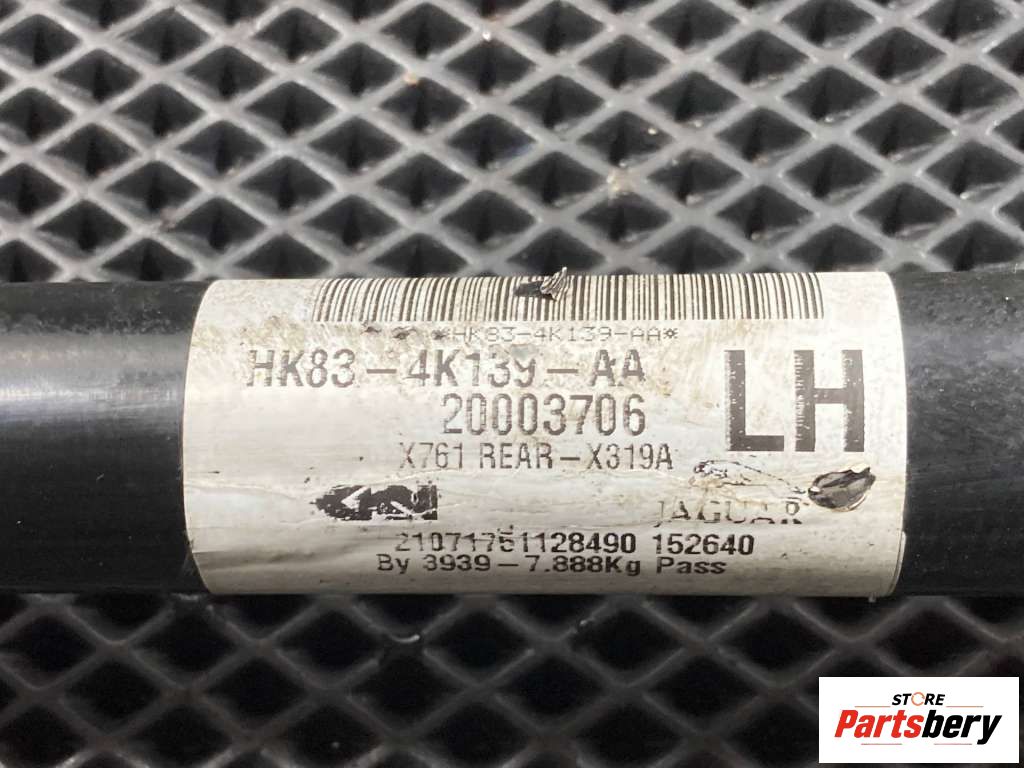 *HK83-4K139-AA*
HK83-4K139-AA
20003706
LH
X761 REAR-X319A
JAGUAR
21071751128490 152640
By 3939-7.888Kg Pass
STORE
Partsbery